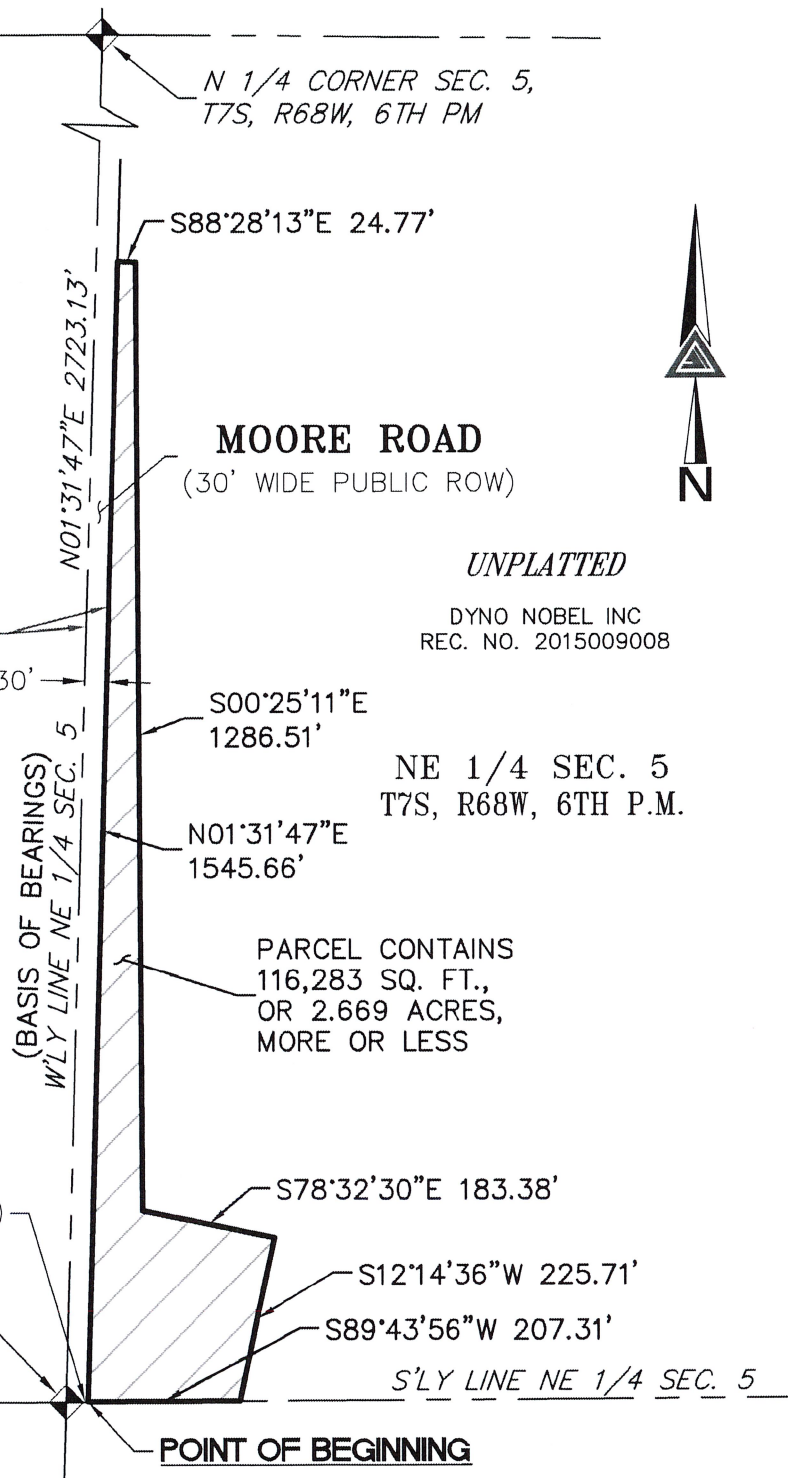 N 1/4 CORNER SEC. 5,
T7S, R68W, 6TH PM
S88°28'13"E 24.77'
N01°31'47"E 2723.13'
MOORE ROAD
(30' WIDE PUBLIC ROW)
N
UNPLATTED
DYNO NOBEL INC
REC. NO. 2015009008
30'
S00°25'11"E
1286.51'
NE 1/4 SEC. 5
T7S, R68W, 6TH P.M.
(BASIS OF BEARINGS)
W'LY LINE NE 1/4 SEC. 5
N01°31'47"E
1545.66'
PARCEL CONTAINS
116,283 SQ. FT.,
OR 2.669 ACRES,
MORE OR LESS
S78°32'30"E 183.38'
)
S12°14'36"W 225.71'
S89°43'56"W 207.31'
S'LY LINE NE 1/4 SEC. 5
POINT OF BEGINNING